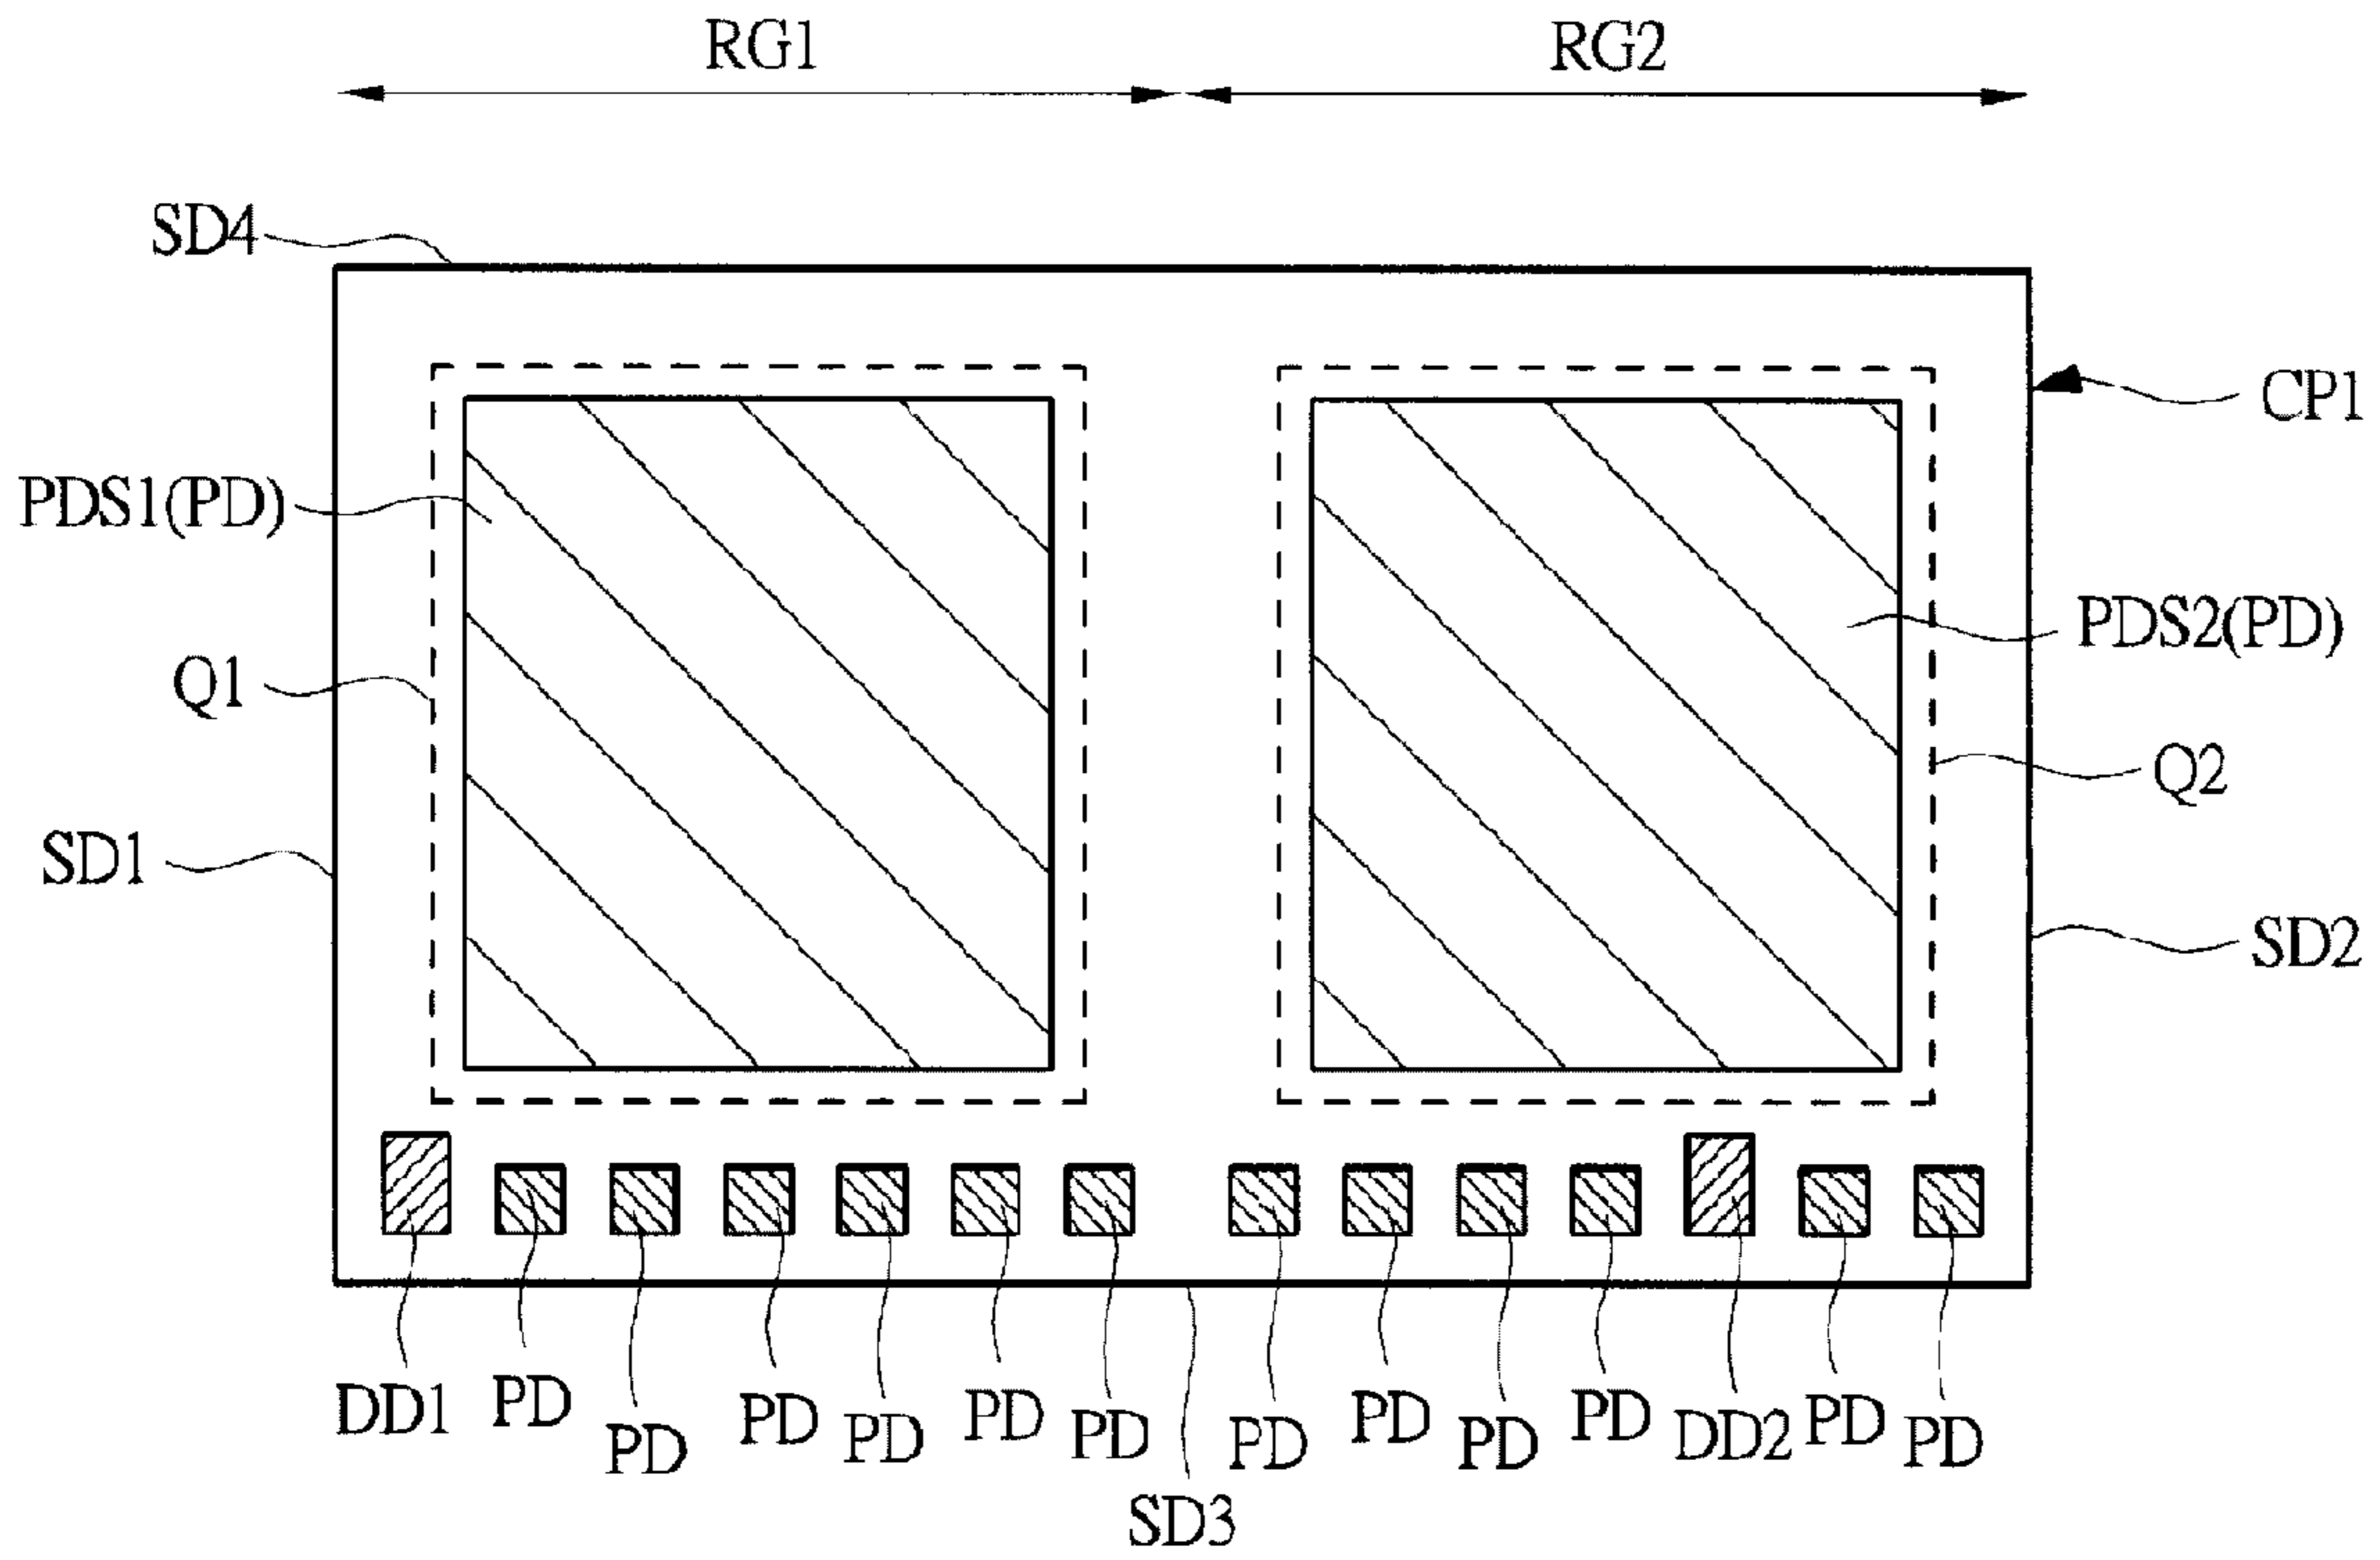 RG1 RG2
SD4
CP1
PDS1(PD)
PDS2(PD)
Q1
Q2
SD1
SD2
DD1 PD PD PD PD PD PD PD PD PD PD DD2 PD PD
SD3